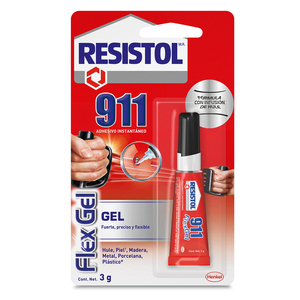 RESISTOL
M.R.
911
ADHESIVO INSTANTÁNEO
FÓRMULA
CON INFUSIÓN
DE HULE
Flex Gel
GEL
Fuerte, preciso y flexible
Hule, Piel*, Madera,
Metal, Porcelana,
Plástico*
Cont. Net. 3 g
RESISTOL
911
Flex Gel
Henkel